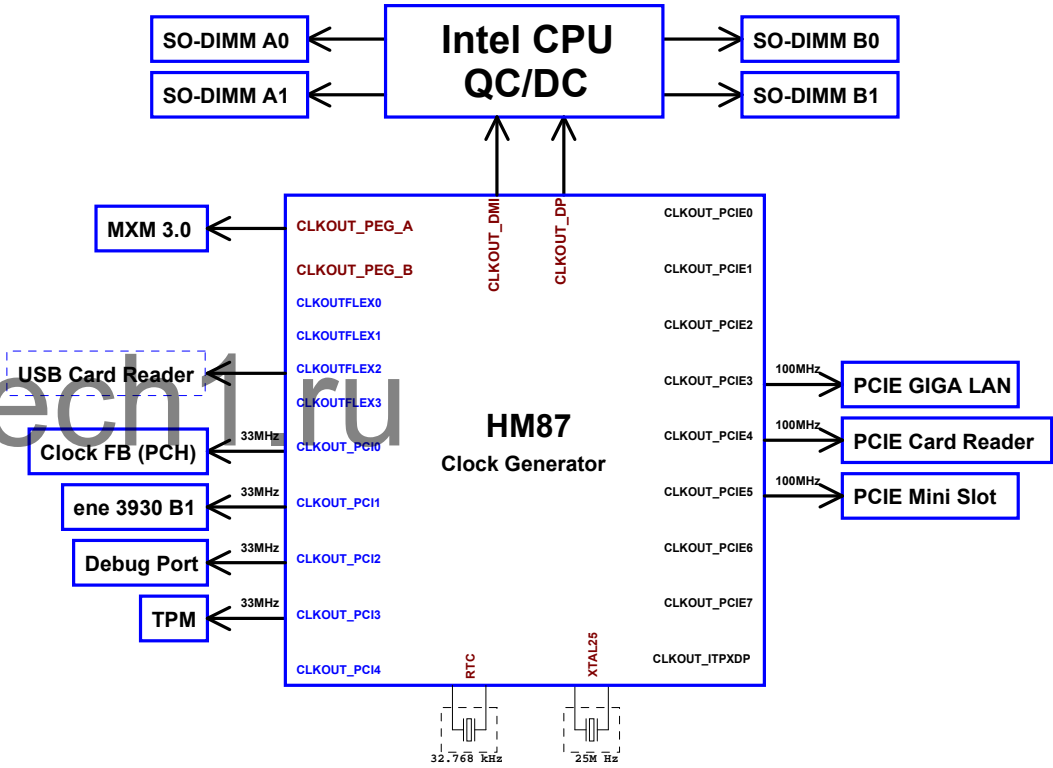 Intel CPU
QC/DC
SO-DIMM A0
SO-DIMM A1
SO-DIMM B0
SO-DIMM B1
CLKOUT_DMI
CLKOUT_DP
MXM 3.0
CLKOUT_PEG_A
CLKOUT_PEG_B
CLKOUTFLEX0
CLKOUTFLEX1
USB Card Reader
CLKOUTFLEX2
CLKOUTFLEX3
ech1.ru
Clock FB (PCH)
33MHz
CLKOUT_PCI0
ene 3930 B1
33MHz
CLKOUT_PCI1
Debug Port
33MHz
CLKOUT_PCI2
TPM
33MHz
CLKOUT_PCI3
CLKOUT_PCI4
HM87
Clock Generator
CLKOUT_PCIE0
CLKOUT_PCIE1
CLKOUT_PCIE2
CLKOUT_PCIE3
100MHz
PCIE GIGA LAN
CLKOUT_PCIE4
100MHz
PCIE Card Reader
CLKOUT_PCIE5
100MHz
PCIE Mini Slot
CLKOUT_PCIE6
CLKOUT_PCIE7
CLKOUT_ITPXDP
RTC
XTAL25
32.768 kHz
25M Hz